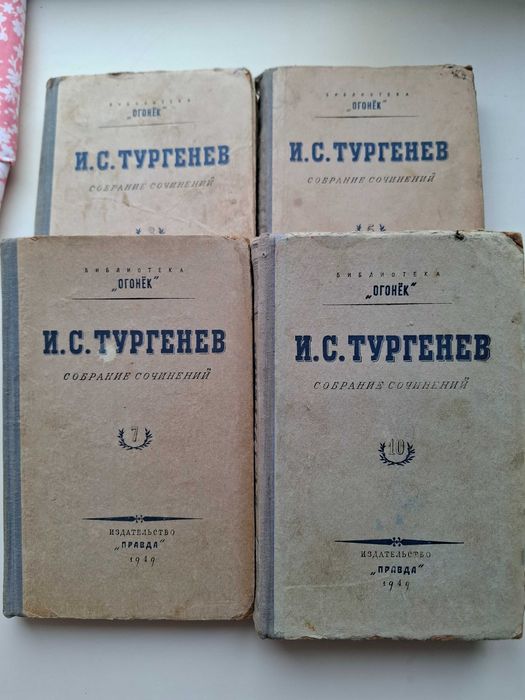 БИБЛИОТЕКА
„ОГОНЁК"
И.С.ТУРГЕНЕВ
СОБРАНИЕ СОЧИНЕНИЙ
БИБЛИОТЕКА
„ОГОНЁК"
И.С.ТУРГЕНЕВ
СОБРАНИЕ СОЧИНЕНИЙ
БИБЛИОТЕКА
„ОГОНЁК"
И.С.ТУРГЕНЕВ
СОБРАНИЕ СОЧИНЕНИЙ
7
ИЗДАТЕЛЬСТВО
„ПРАВДА"
1949
БИБЛИОТЕКА
„ОГОНЁК"
И.С.ТУРГЕНЕВ
СОБРАНИЕ СОЧИНЕНИЙ
10
ИЗДАТЕЛЬСТВО
„ПРАВДА"
1949